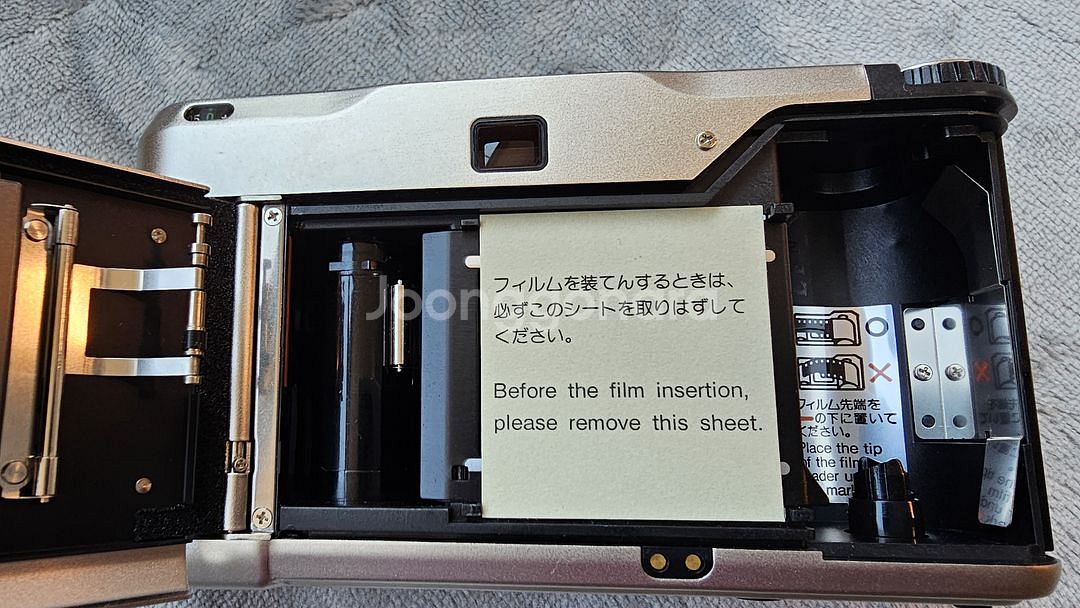 フィルムを装てんするときは、
必ずこのシートを取りはずして
ください。
Before the film insertion,
please remove this sheet.
フィルム先端を
の下に置いて
ください。
Place the tip
of the film
mark